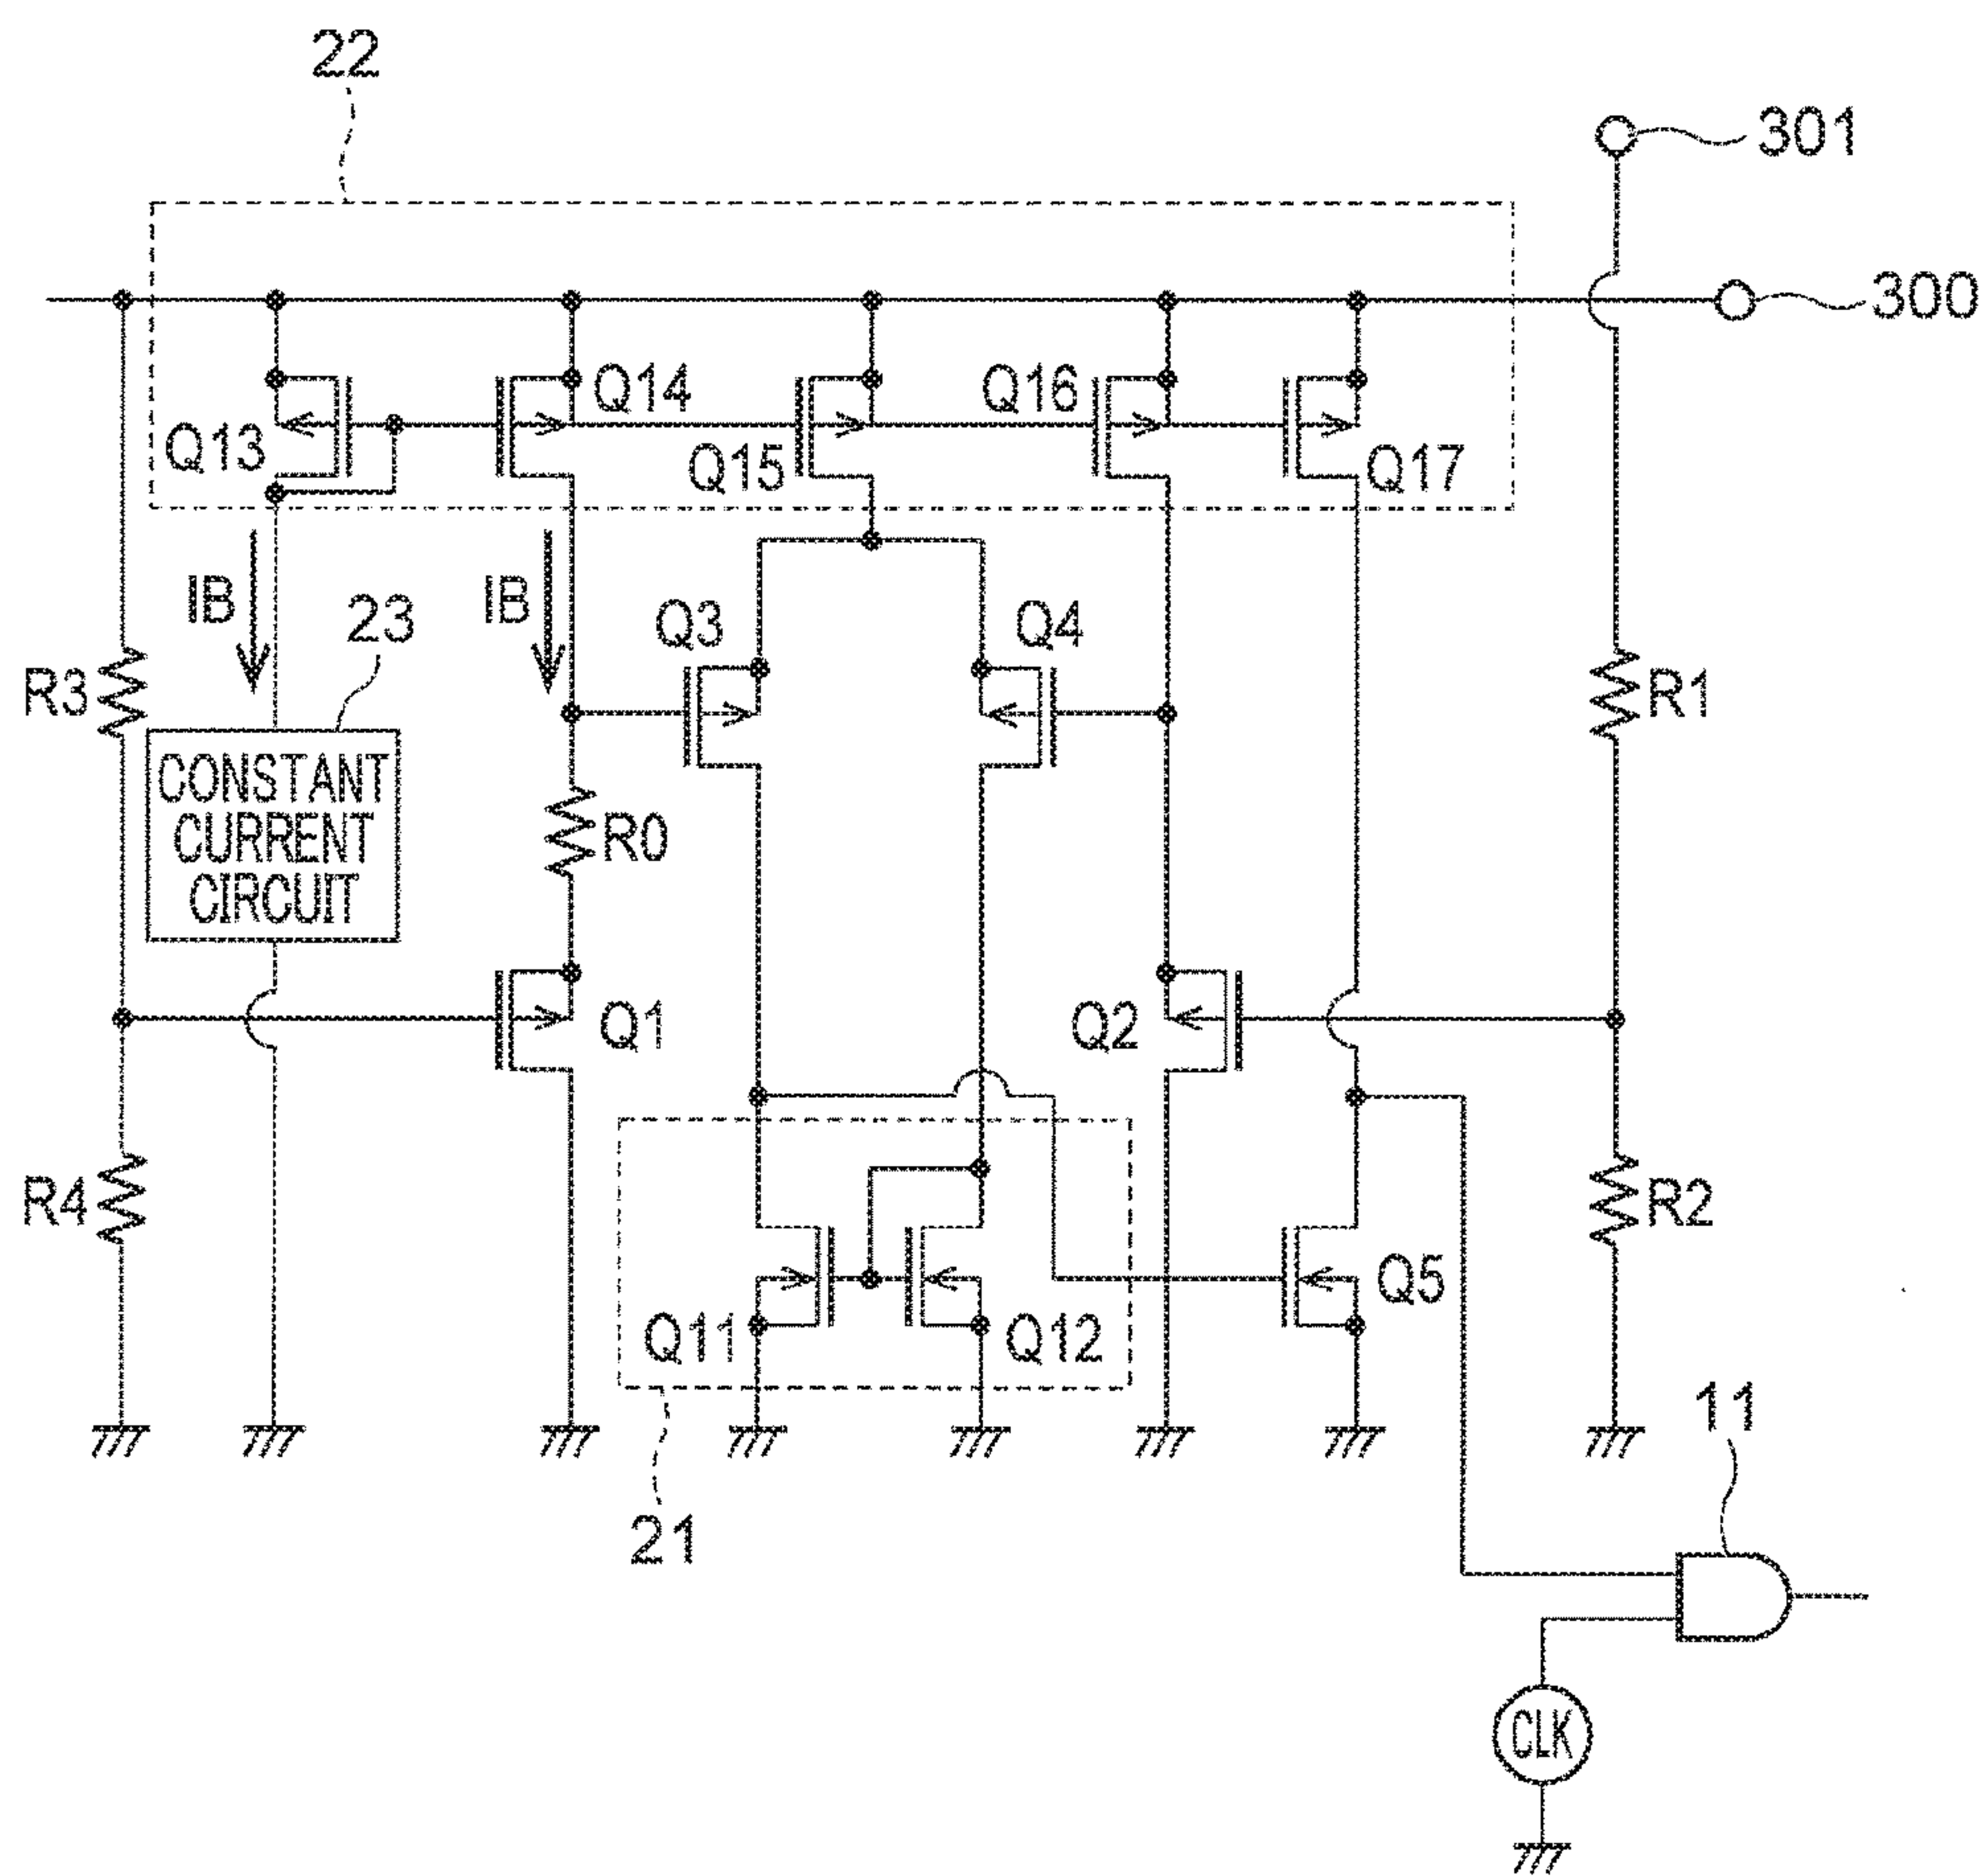 22
301
300
Q13
Q14
Q15
Q16
Q17
IB
IB
23
Q3
Q4
R3
R1
CONSTANT
CURRENT
CIRCUIT
R0
Q1
Q2
R4
R2
Q11
Q12
Q5
21
11
CLK